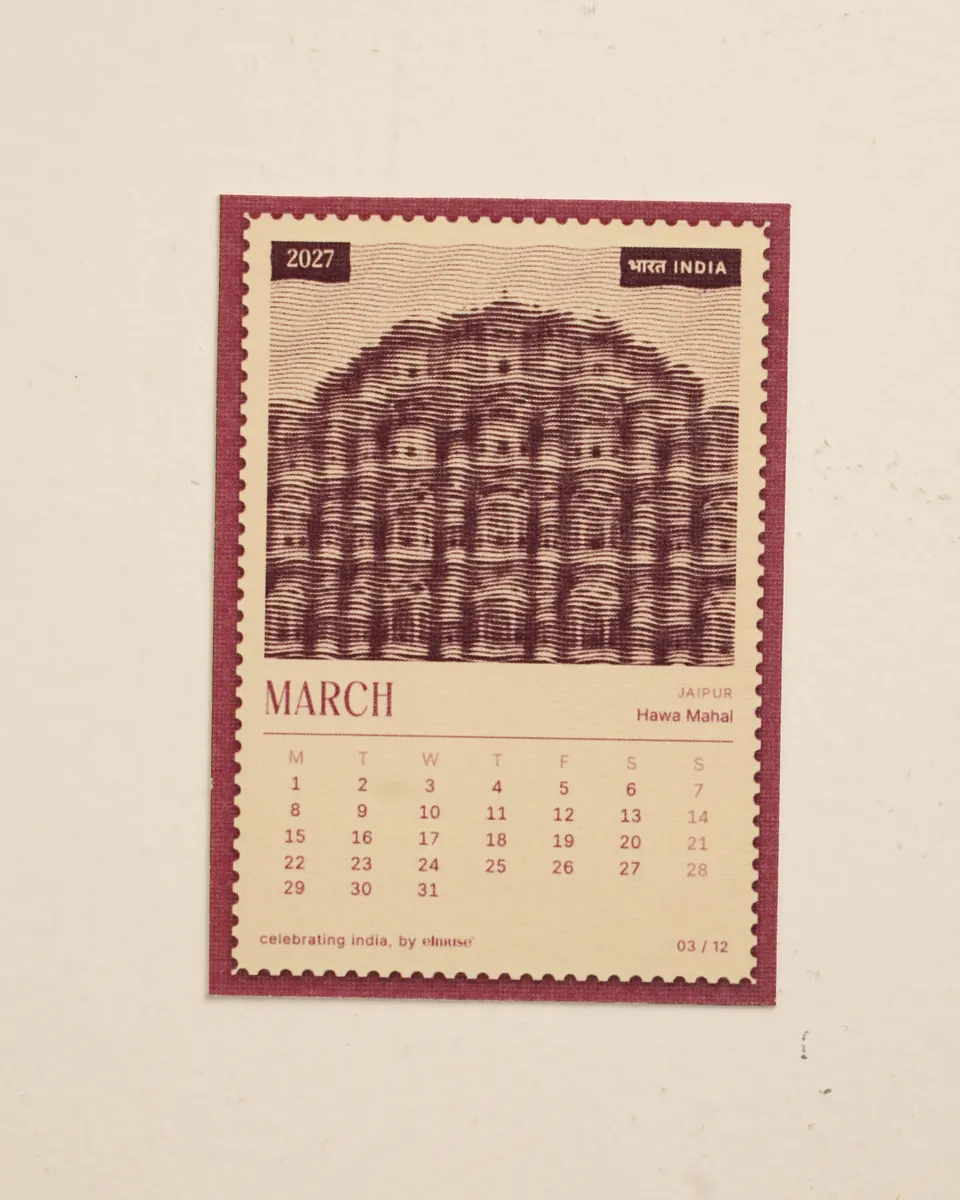 2027
भारत INDIA
MARCH
JAIPUR
Hawa Mahal
M T W T F S S
1 2 3 4 5 6 7
8 9 10 11 12 13 14
15 16 17 18 19 20 21
22 23 24 25 26 27 28
29 30 31
celebrating india, by elmuse
03 / 12